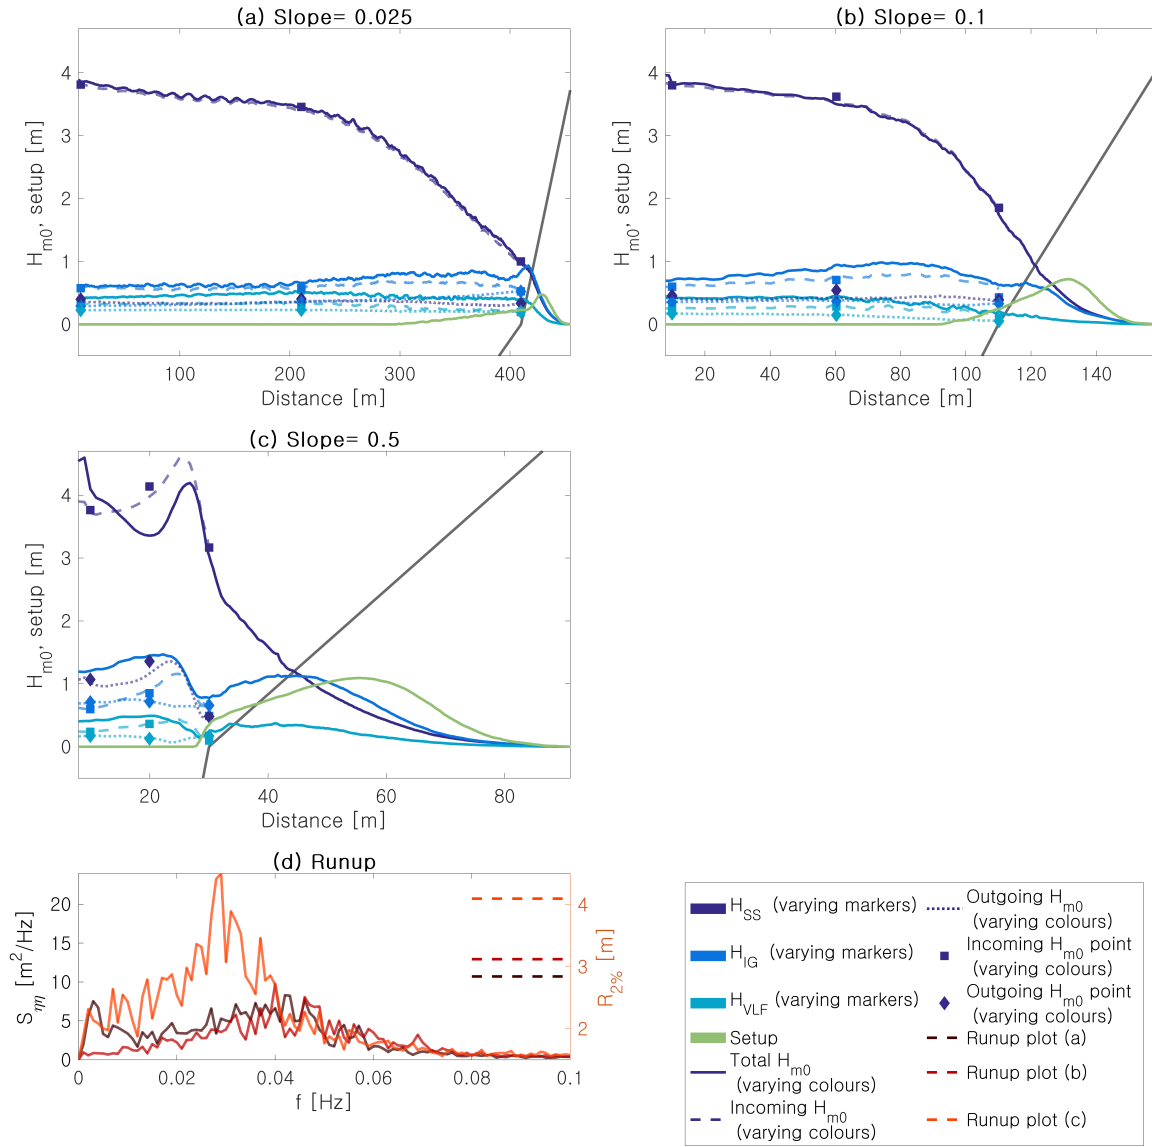 (a) Slope= 0.025
4
3
2
1
0
H_m0, setup [m]
100
200
300
400
Distance [m]
(b) Slope= 0.1
4
3
2
1
0
H_m0, setup [m]
20
40
60
80
100
120
140
Distance [m]
(c) Slope= 0.5
4
3
2
1
0
H_m0, setup [m]
20
40
60
80
Distance [m]
(d) Runup
20
15
10
5
0
S_ηη [m²/Hz]
0
0.02
0.04
0.06
0.08
0.1
f [Hz]
4
3
2
R_2% [m]
H_SS (varying markers)
H_IG (varying markers)
H_VLF (varying markers)
Setup
Total H_m0
(varying colours)
Incoming H_m0
(varying colours)
Outgoing H_m0
(varying colours)
Incoming H_m0 point
(varying colours)
Outgoing H_m0 point
(varying colours)
Runup plot (a)
Runup plot (b)
Runup plot (c)